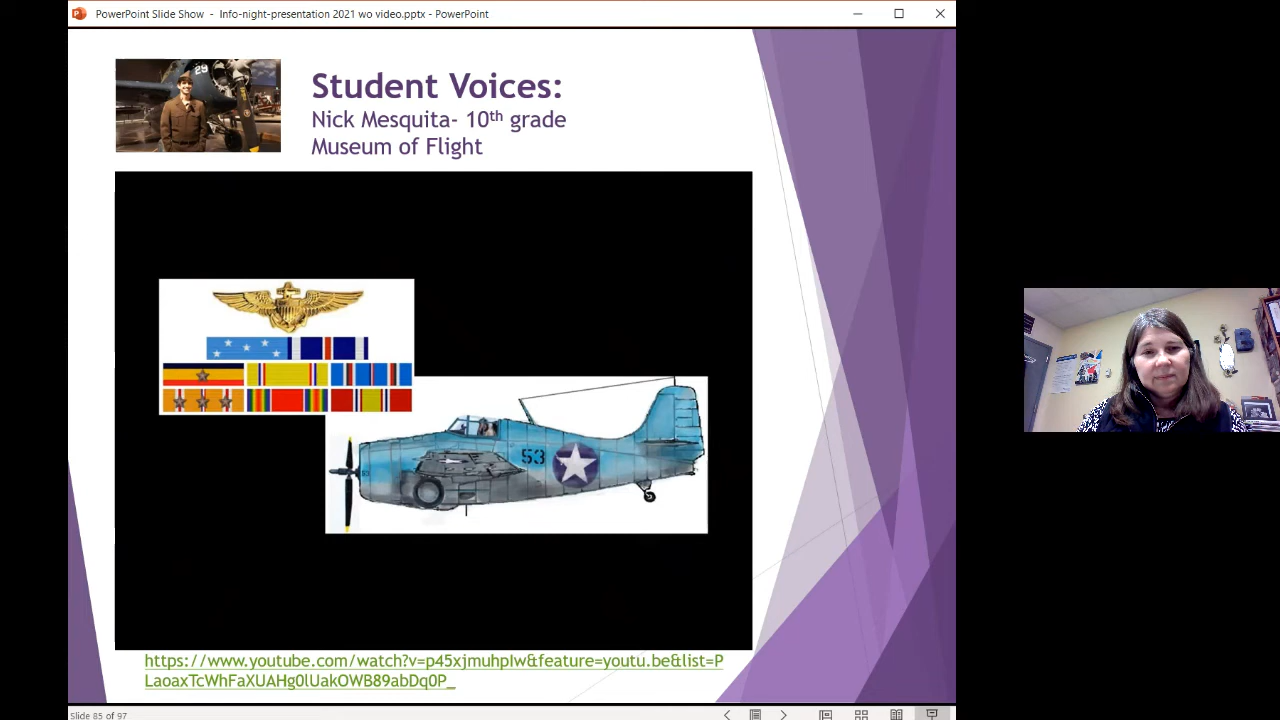 PowerPoint Slide Show - Info-night-presentation 2021 wo video.pptx - PowerPoint
29
Student Voices:
Nick Mesquita- 10th grade
Museum of Flight
53
https://www.youtube.com/watch?v=p45xjmuhpIw&feature=youtu.be&list=P
LaoaxTcWhFaXUAHg0lUakOWB89abDq0P_
Slide 85 of 97